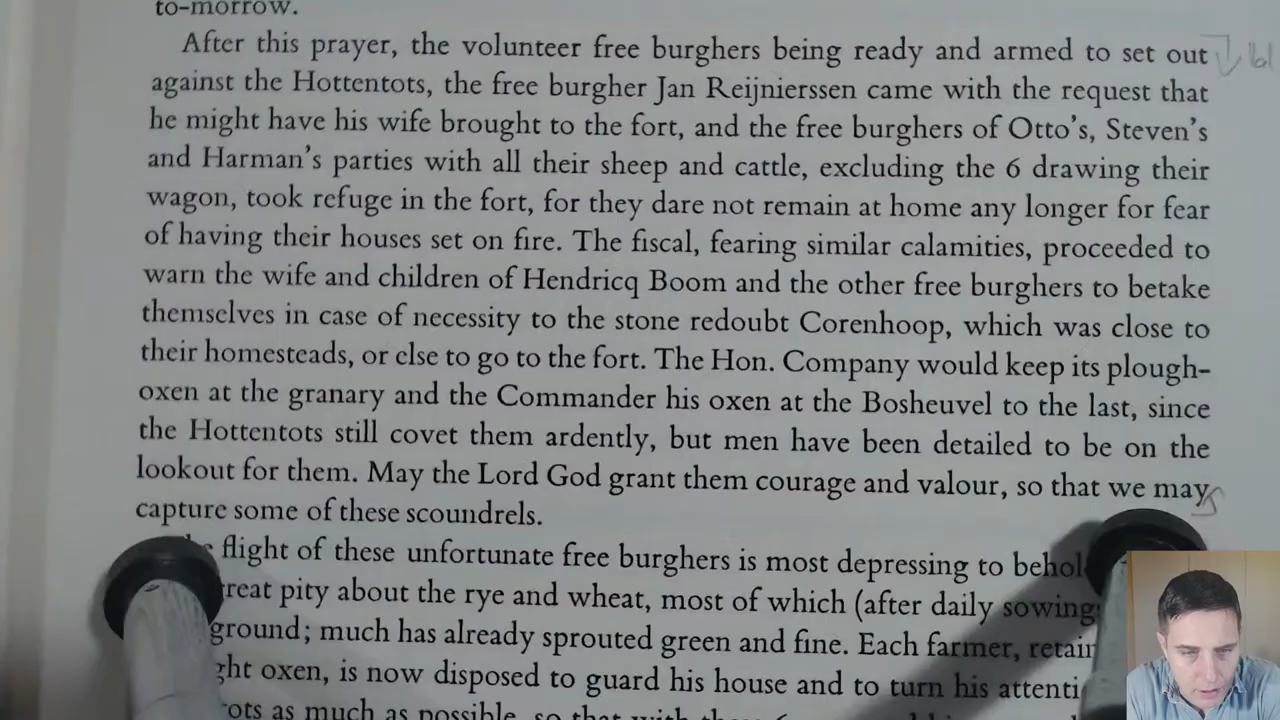 to-morrow.
After this prayer, the volunteer free burghers being ready and armed to set out
against the Hottentots, the free burgher Jan Reijnierssen came with the request that
he might have his wife brought to the fort, and the free burghers of Otto's, Steven's
and Harman's parties with all their sheep and cattle, excluding the 6 drawing their
wagon, took refuge in the fort, for they dare not remain at home any longer for fear
of having their houses set on fire. The fiscal, fearing similar calamities, proceeded to
warn the wife and children of Hendricq Boom and the other free burghers to betake
themselves in case of necessity to the stone redoubt Corenhoop, which was close to
their homesteads, or else to go to the fort. The Hon. Company would keep its plough-
oxen at the granary and the Commander his oxen at the Bosheuvel to the last, since
the Hottentots still covet them ardently, but men have been detailed to be on the
lookout for them. May the Lord God grant them courage and valour, so that we may
capture some of these scoundrels.
flight of these unfortunate free burghers is most depressing to
pity about the rye and wheat, most of which (after daily sowing
ground; much has already sprouted green and fine. Each farmer,
oxen, is now disposed to guard his house and to turn his
as much as possible, so that with